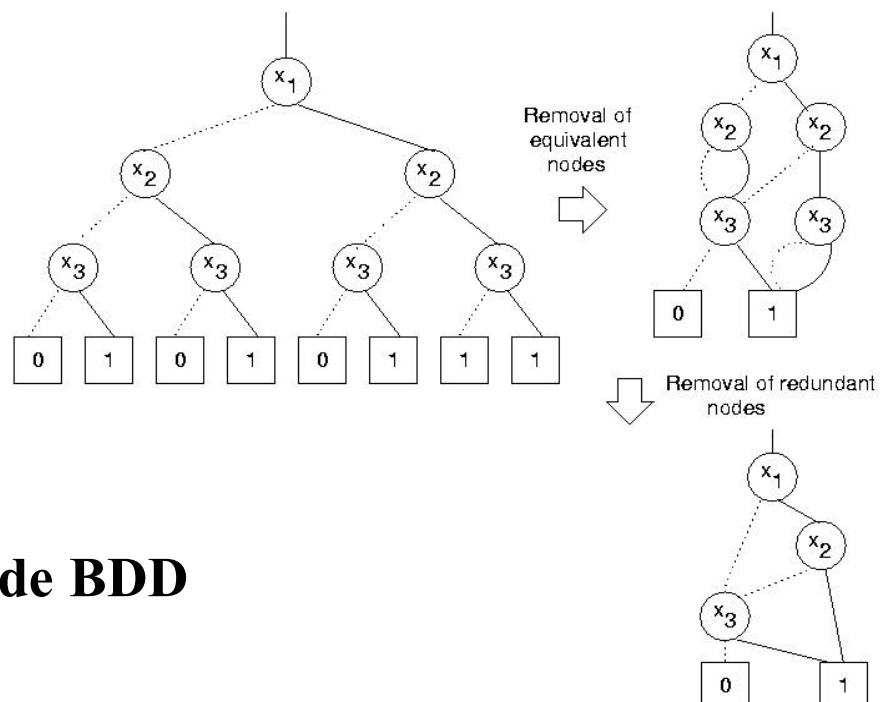 x1
x2 x2
x3 x3 x3 x3
0 1 0 1 0 1 1 1
Removal of
equivalent
nodes
x1
x2 x2
x3 x3
0 1
Removal of redundant
nodes
x1
x2
x3
0 1
de BDD